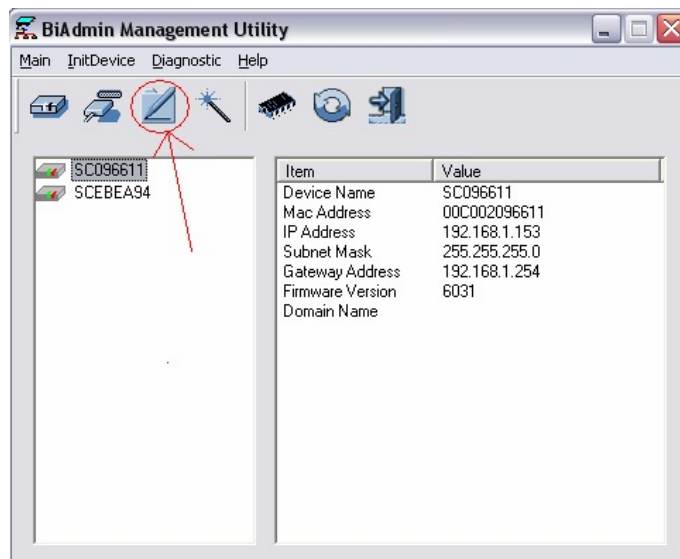 BiAdmin Management Utility
Main InitDevice Diagnostic Help
SC096611
SCEBEA94
Item Value
Device Name SC096611
Mac Address 00C002096611
IP Address 192.168.1.153
Subnet Mask 255.255.255.0
Gateway Address 192.168.1.254
Firmware Version 6031
Domain Name